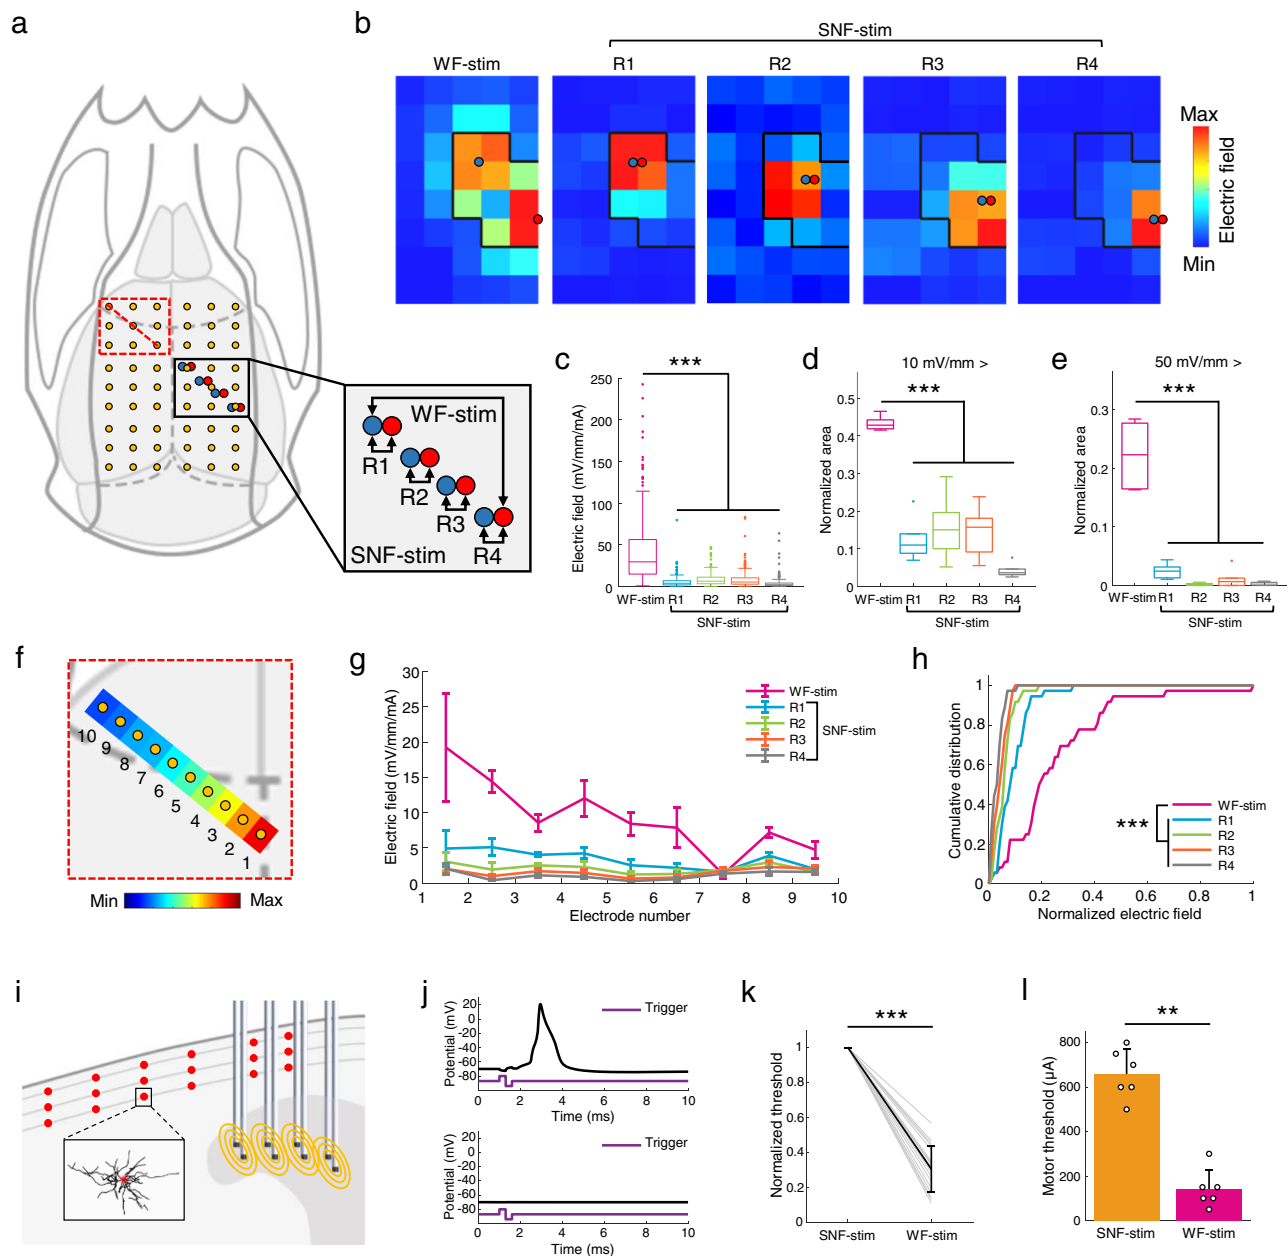 a
WF-stim
R1
R2
R3
R4
SNF-stim
b
SNF-stim
WF-stim R1 R2 R3 R4
Max
Electric field
Min
c
***
Electric field (mV/mm/mA)
250
200
150
100
50
0
WF-stim R1 R2 R3 R4
SNF-stim
d
10 mV/mm >
***
Normalized area
0.5
0.4
0.3
0.2
0.1
0
WF-stim R1 R2 R3 R4
SNF-stim
e
50 mV/mm >
***
Normalized area
0.3
0.2
0.1
0
WF-stim R1 R2 R3 R4
SNF-stim
f
10
9
8
7
6
5
4
3
2
1
Min Max
g
Electric field (mV/mm/mA)
30
25
20
15
10
5
0
1 2 3 4 5 6 7 8 9 10
Electrode number
WF-stim
R1
R2
R3
R4
SNF-stim
h
Cumulative distribution
1
0.8
0.6
0.4
0.2
0
0 0.2 0.4 0.6 0.8 1
Normalized electric field
***
WF-stim
R1
R2
R3
R4
i
j
Potential (mV)
20
0
-20
-40
-60
-80
Trigger
0 2 4 6 8 10
Time (ms)
Potential (mV)
20
0
-20
-40
-60
-80
Trigger
0 2 4 6 8 10
Time (ms)
k
***
Normalized threshold
1
0.8
0.6
0.4
0.2
0
SNF-stim WF-stim
l
**
Motor threshold (µA)
800
600
400
200
0
SNF-stim WF-stim